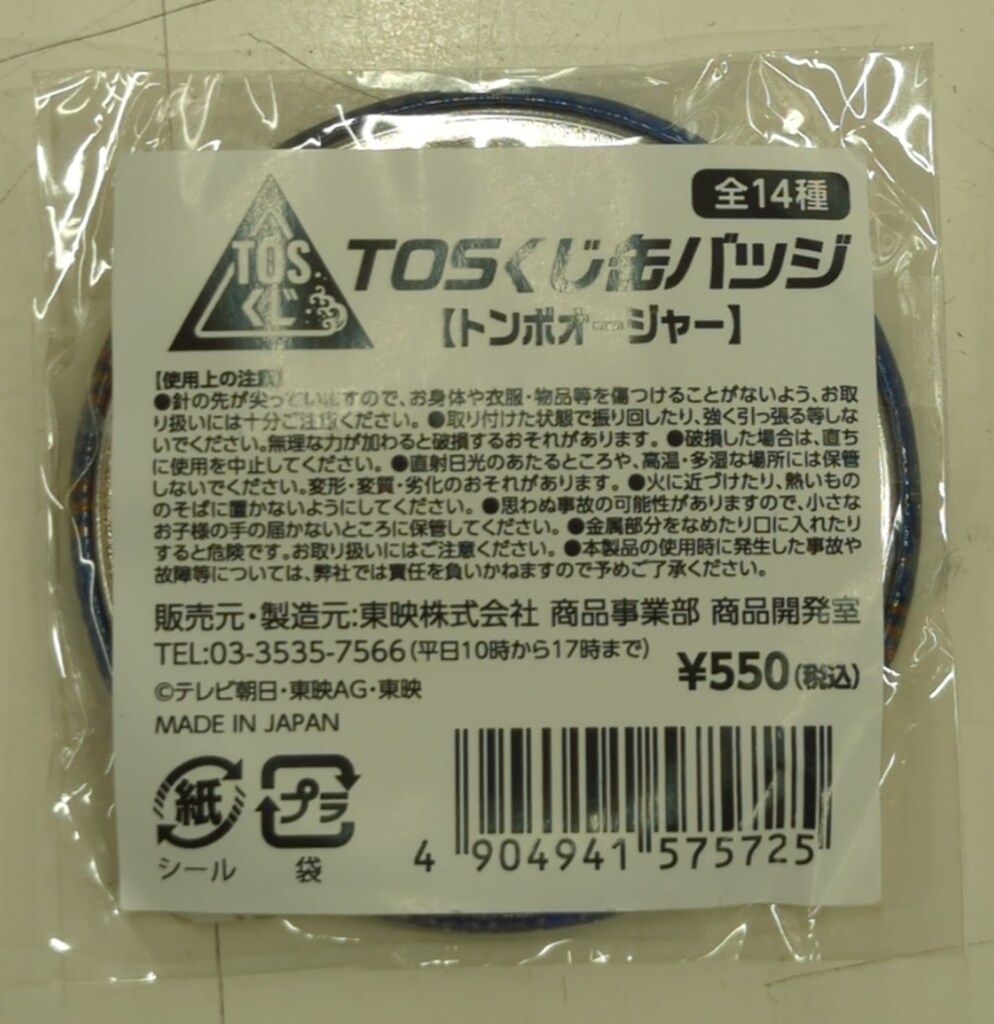 全14種
TOS
くじ
TOSくじ缶バッジ
【トンボオージャー】
【使用上の注意】
●針の先が尖っていますので、お身体や衣服・物品等を傷つけることがないよう、お取
り扱いには十分ご注意ください。●取り付けた状態で振り回したり、強く引っ張る等しな
いでください。無理な力が加わると破損するおそれがあります。●破損した場合は、直ち
に使用を中止してください。●直射日光のあたるところや、高温・多湿な場所には保管
しないでください。変形・変質・劣化のおそれがあります。●火に近づけたり、熱いもの
のそばに置かないようにしてください。●思わぬ事故の可能性がありますので、小さな
お子様の手の届かないところに保管してください。●金属部分をなめたり口に入れたり
すると危険です。お取り扱いにはご注意ください。●本製品の使用時に発生した事故や
故障等については、弊社では責任を負いかねますので予めご了承ください。
販売元・製造元:東映株式会社 商品事業部 商品開発室
TEL:03-3535-7566(平日10時から17時まで)
¥550(税込)
©テレビ朝日・東映AG・東映
MADE IN JAPAN
紙
シール
プラ
袋
4 904941 575725